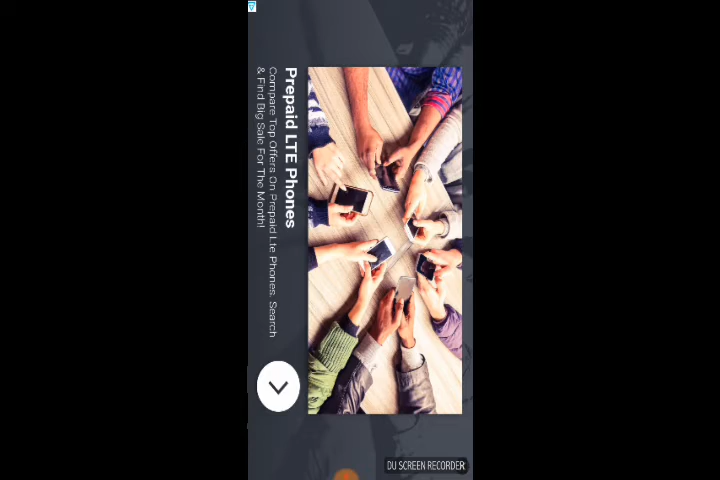 Prepaid LTE Phones
Compare Top Offers On Prepaid Lte Phones. Search
& Find Big Sale For The Month!
DU SCREEN RECORDER